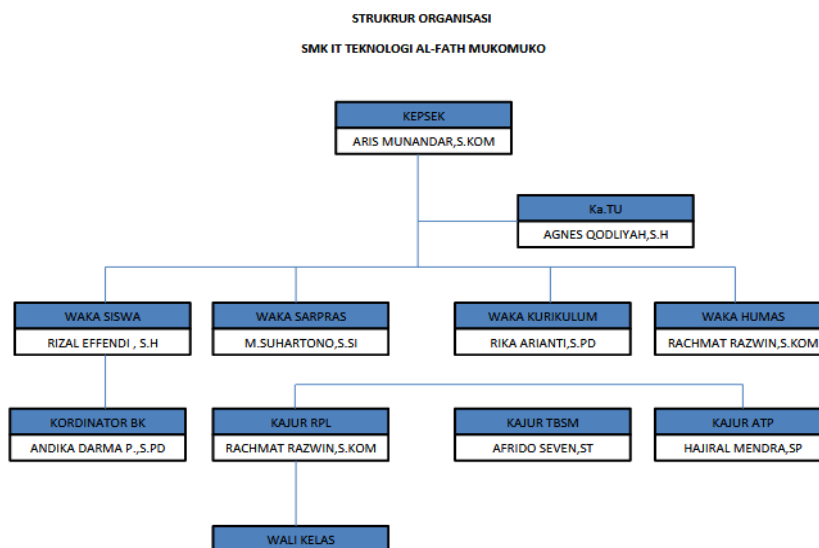 STRUKRUR ORGANISASI
SMK IT TEKNOLOGI AL-FATH MUKOMUKO
KEPSEK
ARIS MUNANDAR,S.KOM
Ka.TU
AGNES QODLIYAH,S.H
WAKA SISWA
RIZAL EFFENDI , S.H
WAKA SARPRAS
M.SUHARTONO,S.SI
WAKA KURIKULUM
RIKA ARIANTI,S.PD
WAKA HUMAS
RACHMAT RAZWIN,S.KOM
KORDINATOR BK
ANDIKA DARMA P.,S.PD
KAJUR RPL
RACHMAT RAZWIN,S.KOM
KAJUR TBSM
AFRIDO SEVEN,ST
KAJUR ATP
HAJIRAL MENDRA,SP
WALI KELAS